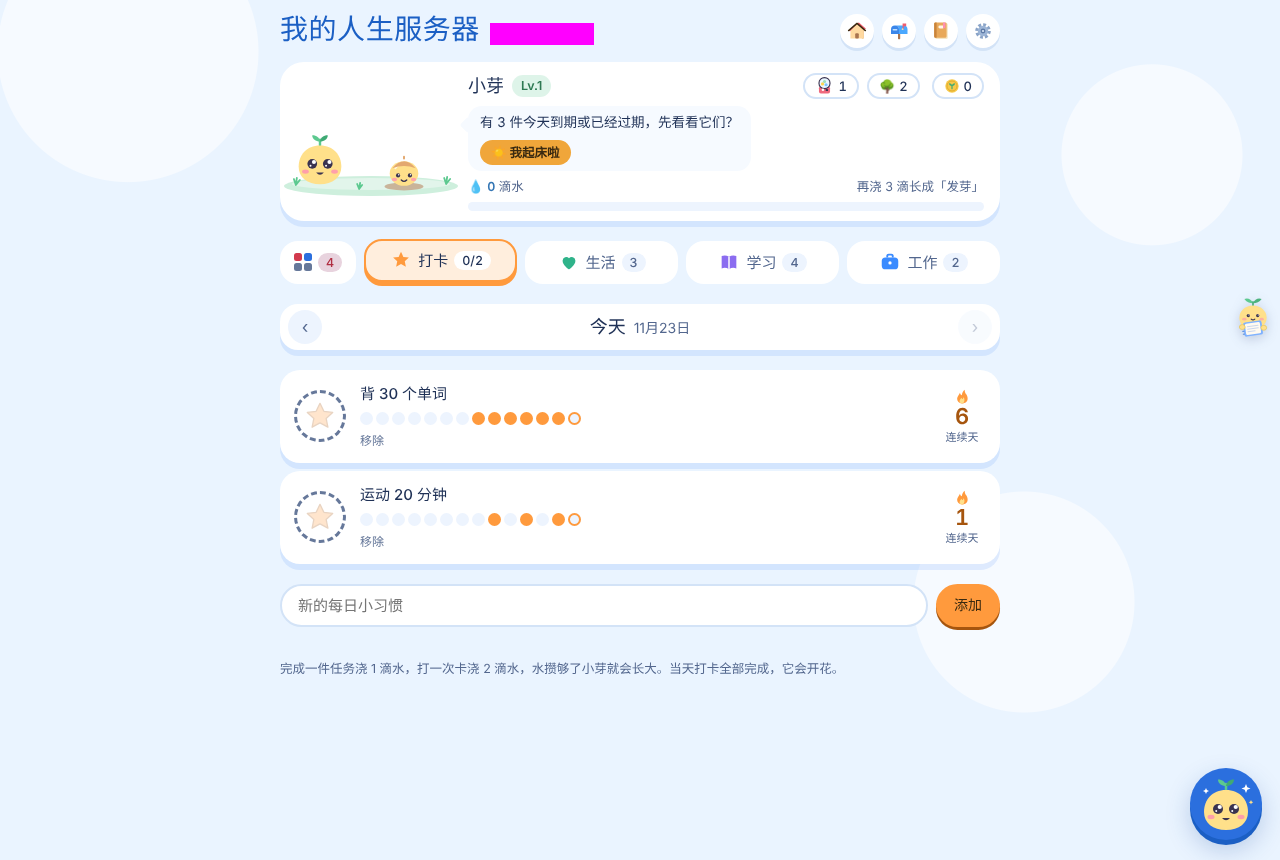 我的人生服务器
小芽 Lv.1
1
2
0
有 3 件今天到期或已经过期，先看看它们？
我起床啦
0 滴水
再浇 3 滴长成「发芽」
4
打卡 0/2
生活 3
学习 4
工作 2
‹
今天 11月23日
›
背 30 个单词
移除
6
连续天
运动 20 分钟
移除
1
连续天
新的每日小习惯
添加
完成一件任务浇 1 滴水，打一次卡浇 2 滴水，水攒够了小芽就会长大。当天打卡全部完成，它会开花。